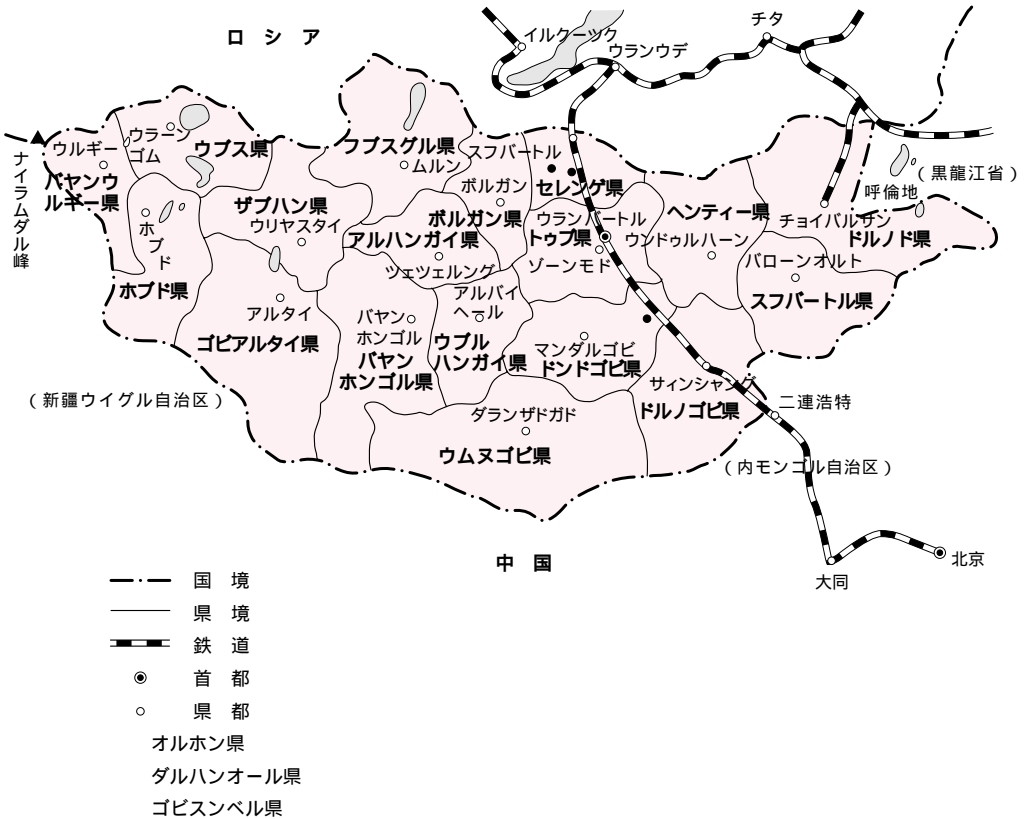 ロ シ ア
チタ
イルクーツク
ウランウデ
ナイラムダル峰
ウルギー
バヤンウ
ルギー県
ウラーン
ゴム
ウブス県
フブスグル県
ムルン
スフバートル
ボルガン
ボルガン県
セレンゲ県
ウランバートル
トゥブ県
ゾーンモド
ヘンティー県
ウンドゥルハーン
チョイバルサン
ドルノド県
呼倫地
（黒龍江省）
バローンオルト
スフバートル県
ザブハン県
ウリヤスタイ
アルハンガイ県
ツェツェルング
ホブド
ホブド県
アルタイ
ゴビアルタイ県
バヤン
ホンゴル
バヤン
ホンゴル県
アルバイ
ヘール
ウブル
ハンガイ県
マンダルゴビ
ドンドゴビ県
サィンシャンダ
ドルノゴビ県
ダランザドガド
ウムヌゴビ県
（新疆ウイグル自治区）
二連浩特
（内モンゴル自治区）
中 国
大同
北京
国 境
県 境
鉄 道
首 都
県 都
オルホン県
ダルハンオール県
ゴビスンベル県